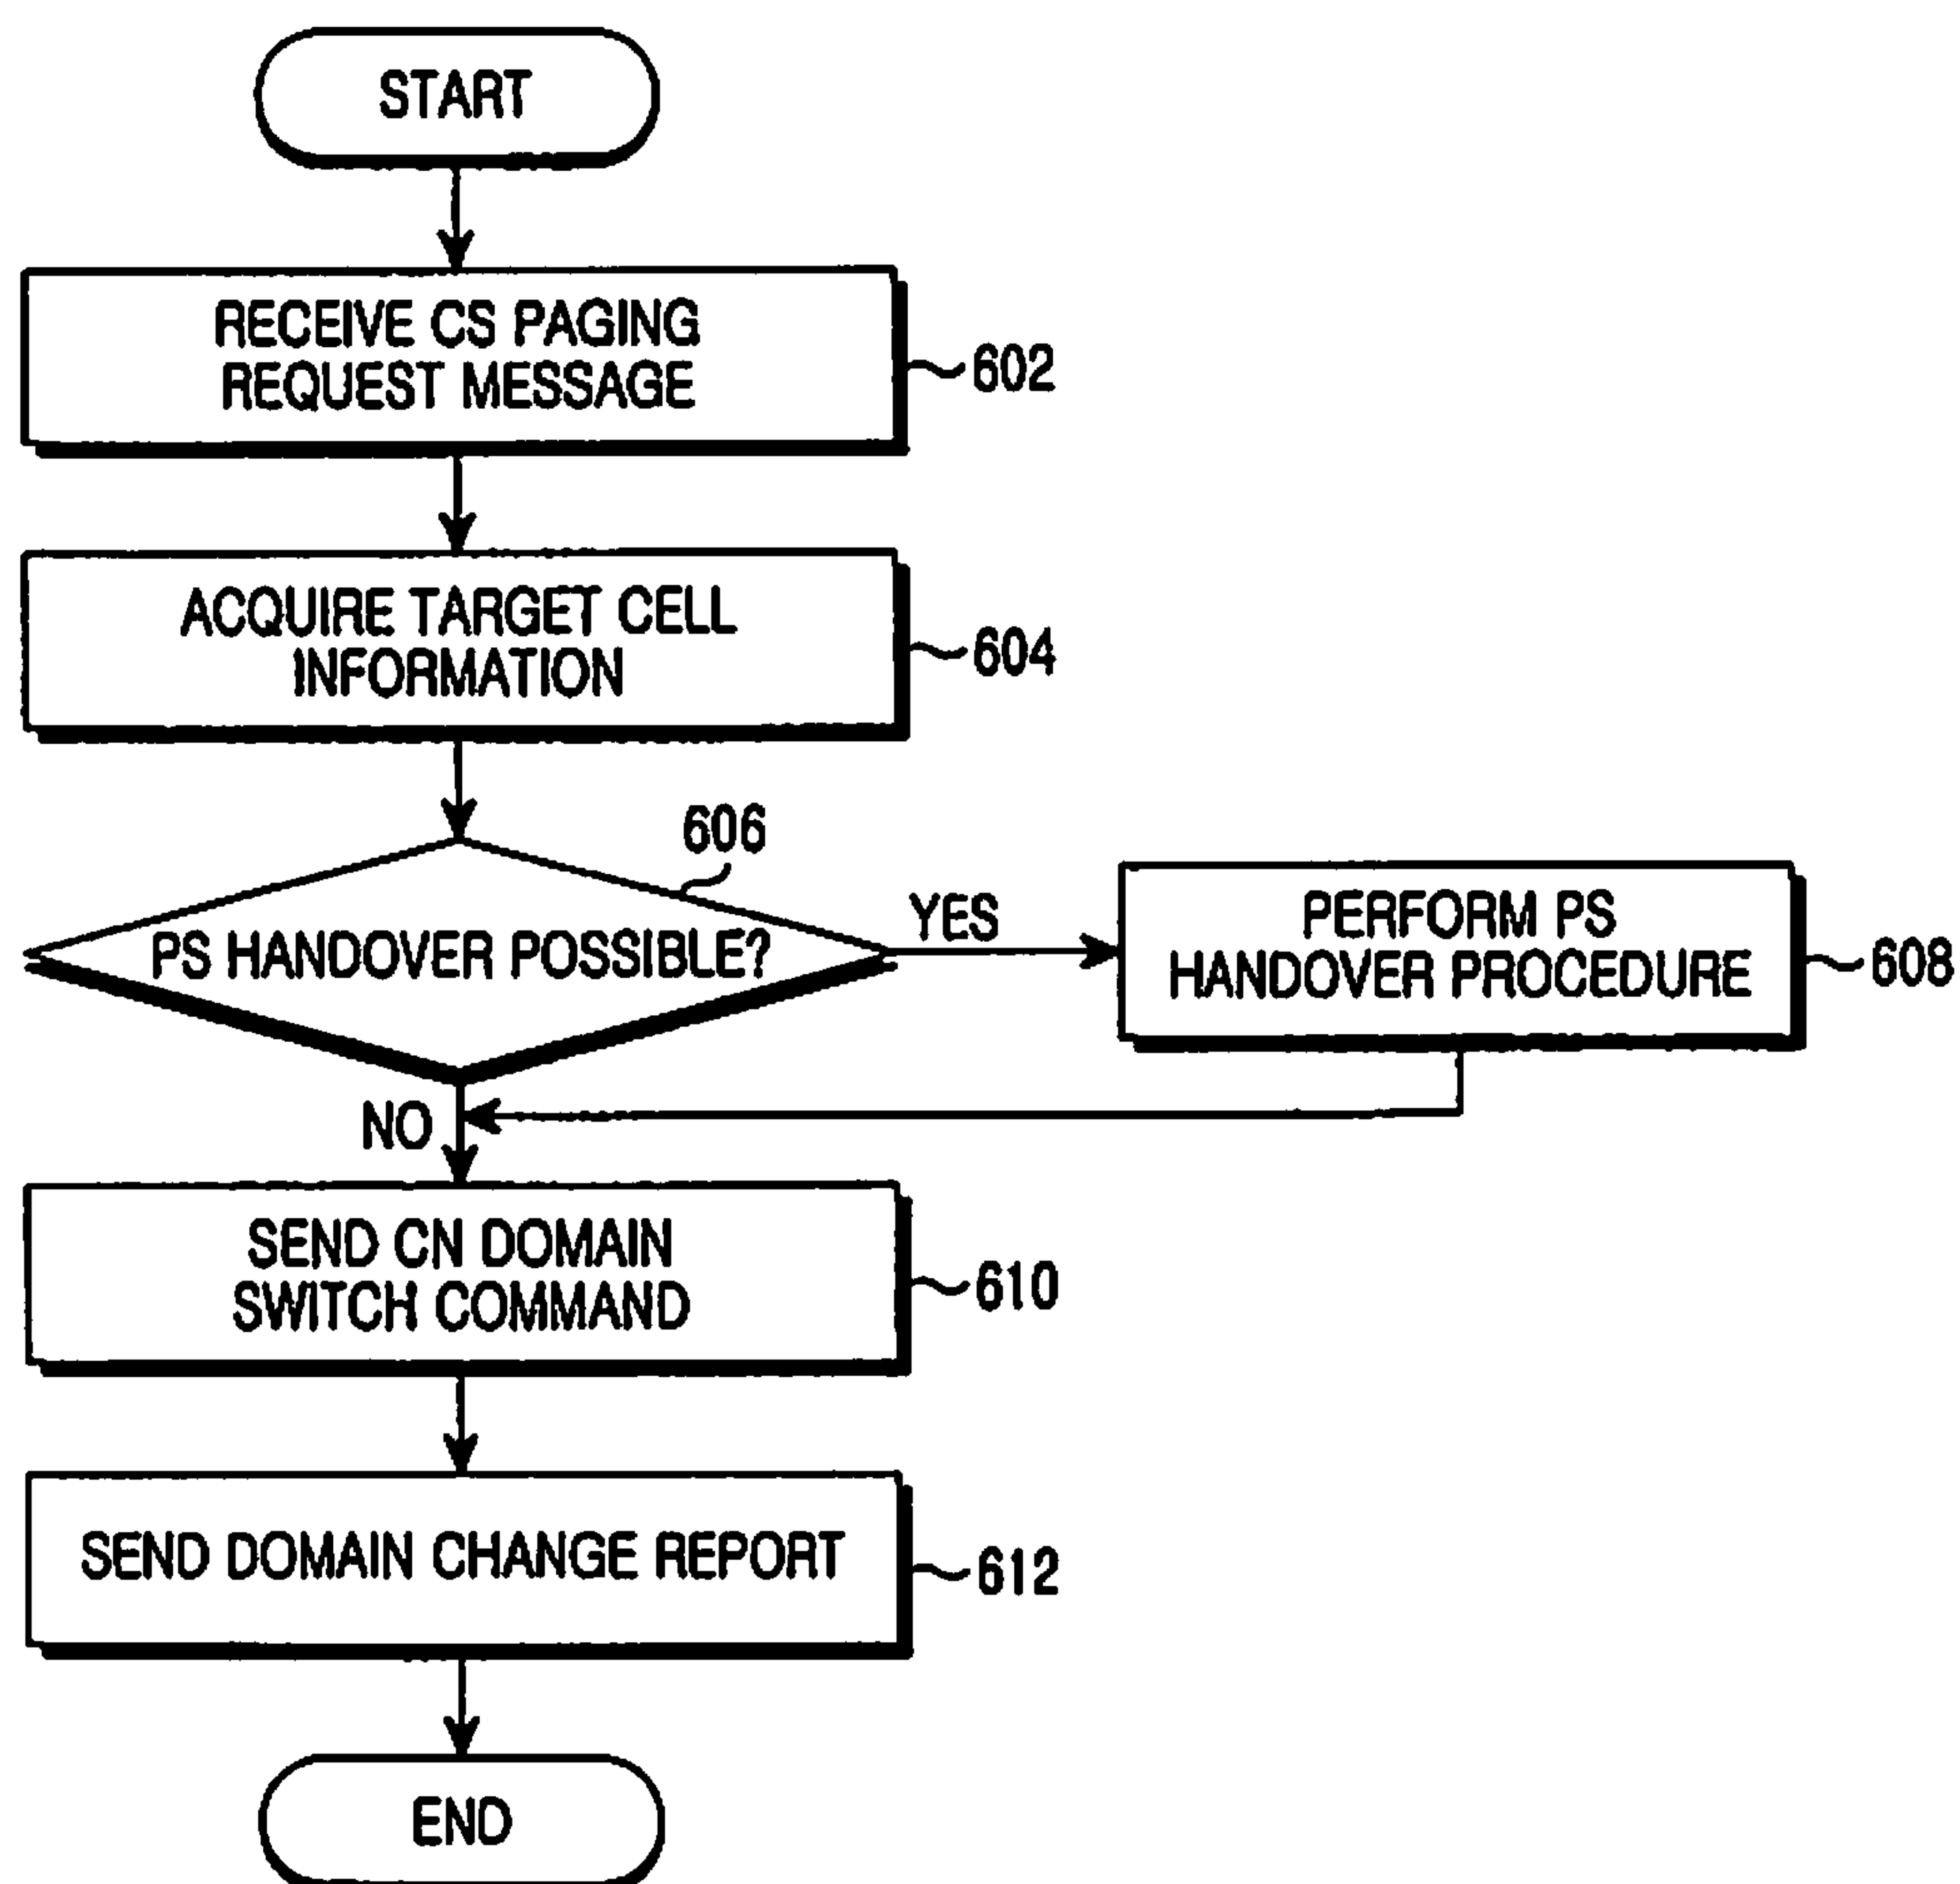 START
RECEIVE CS PAGING
REQUEST MESSAGE
602
ACQUIRE TARGET CELL
INFORMATION
604
606
PS HANDOVER POSSIBLE?
YES
PERFORM PS
HANDOVER PROCEDURE
608
NO
SEND CN DOMAIN
SWITCH COMMAND
610
SEND DOMAIN CHANGE REPORT
612
END